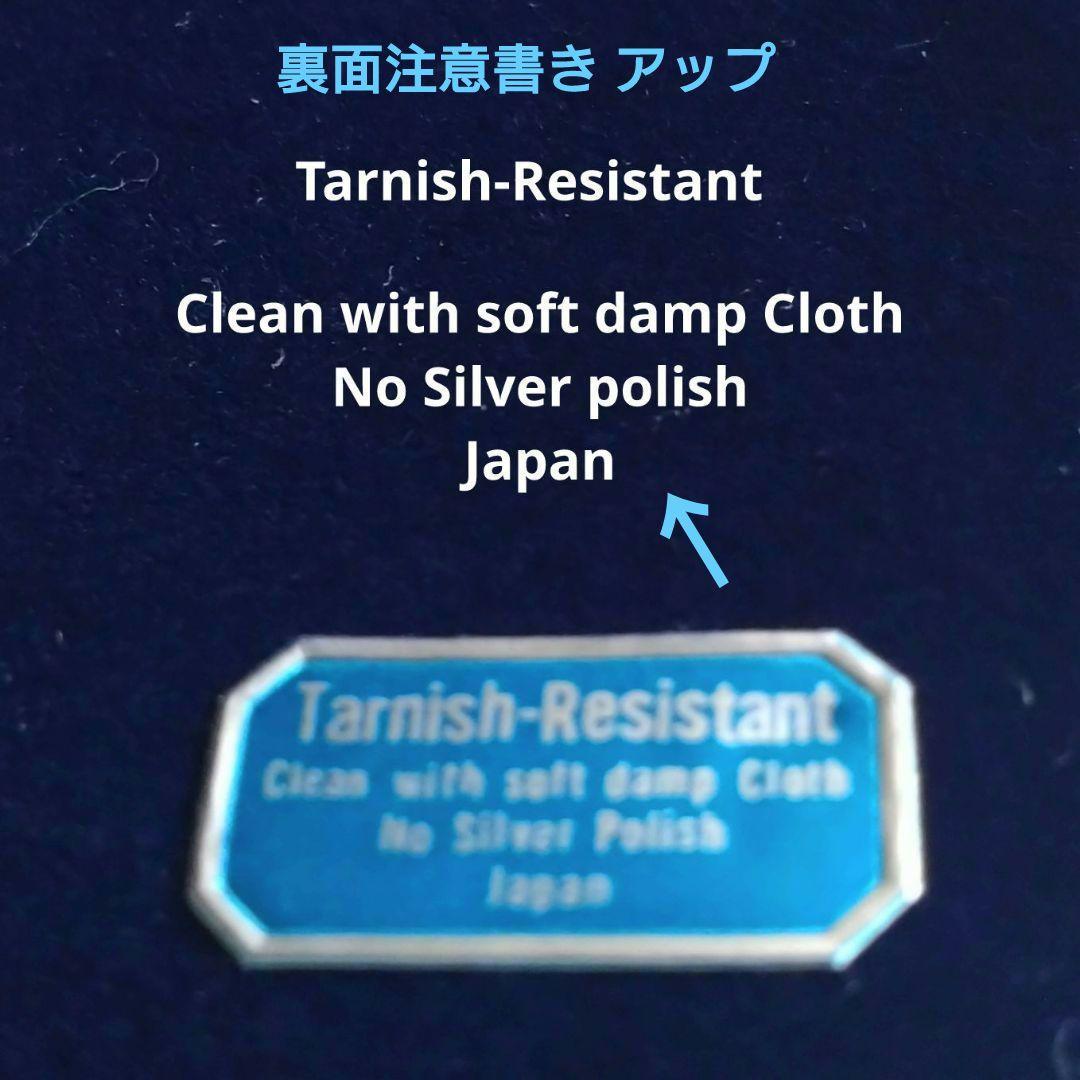 裏面注意書き アップ
Tarnish-Resistant
Clean with soft damp Cloth
No Silver polish
Japan
Tarnish-Resistant
Clean with soft damp Cloth
No Silver Polish
Japan